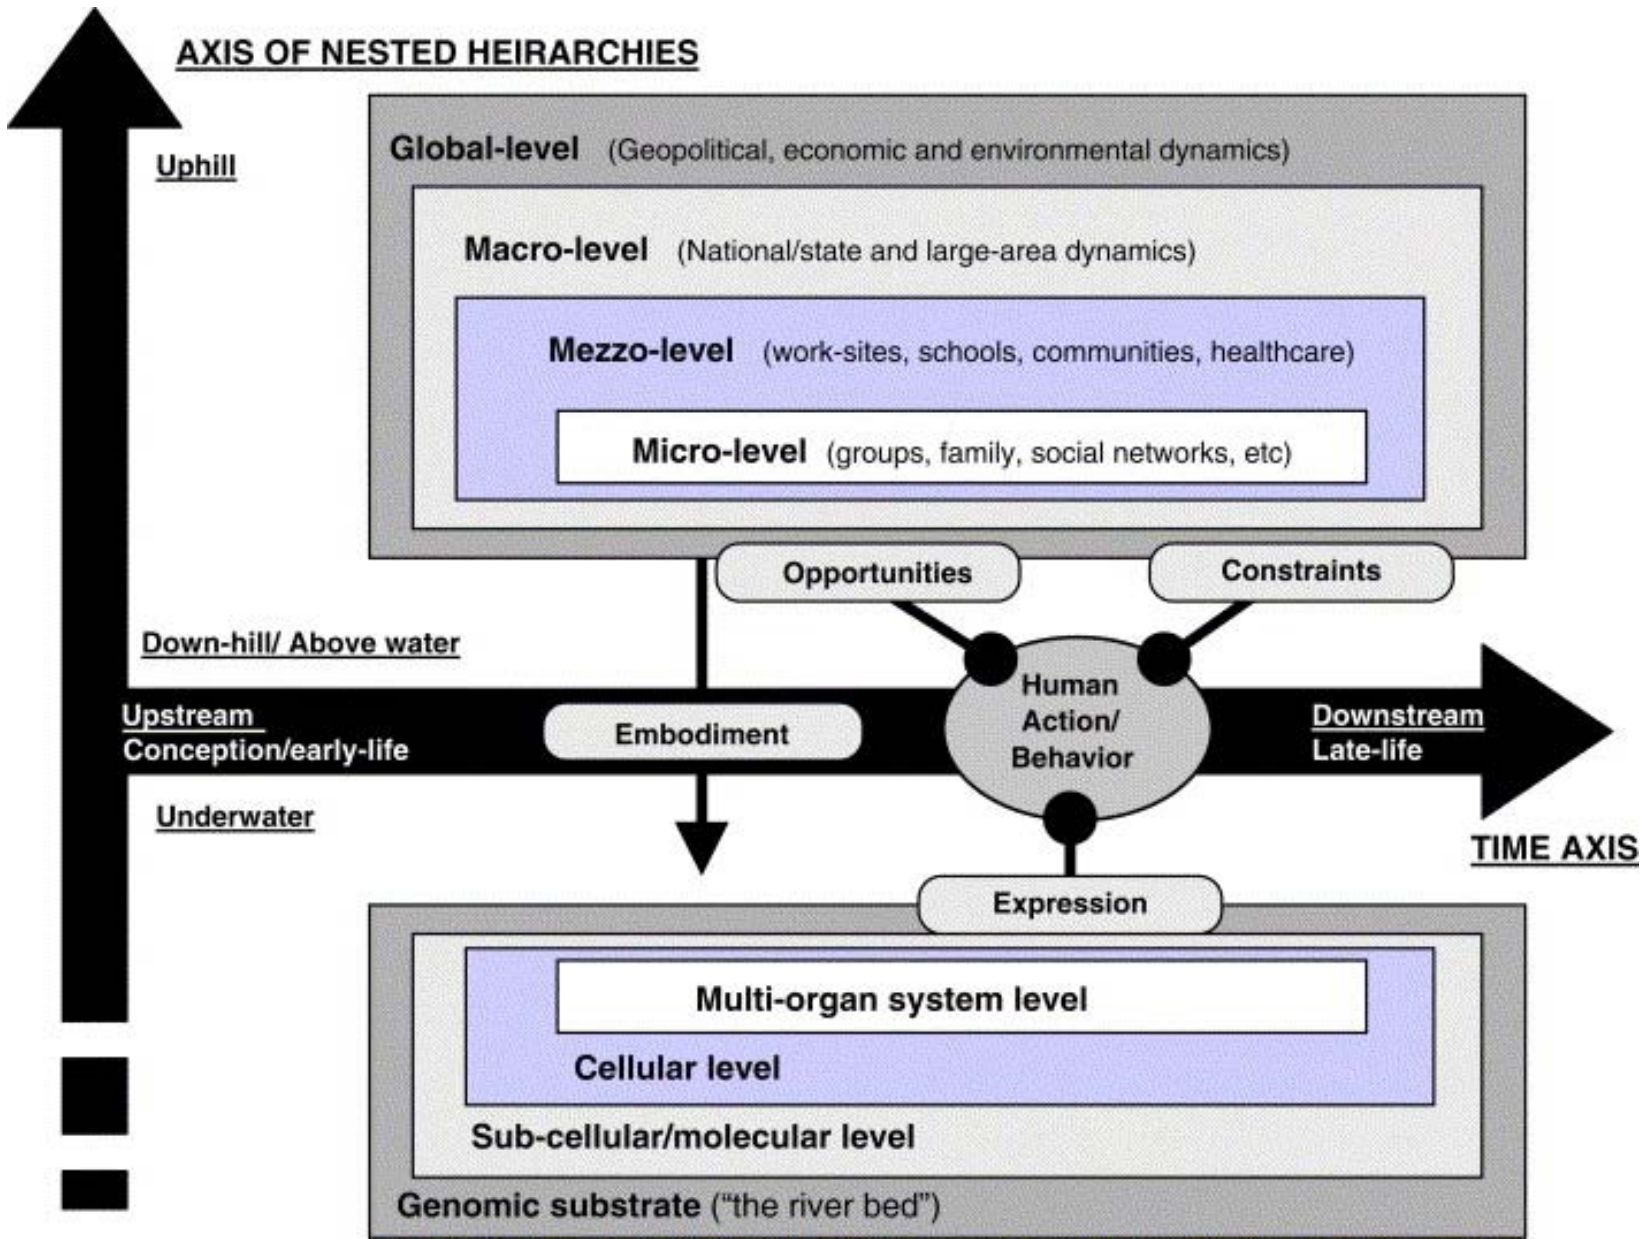 AXIS OF NESTED HEIRARCHIES
Uphill
Global-level (Geopolitical, economic and environmental dynamics)
Macro-level (National/state and large-area dynamics)
Mezzo-level (work-sites, schools, communities, healthcare)
Micro-level (groups, family, social networks, etc)
Opportunities
Constraints
Down-hill/ Above water
Upstream
Conception/early-life
Embodiment
Human
Action/
Behavior
Downstream
Late-life
Underwater
TIME AXIS
Expression
Multi-organ system level
Cellular level
Sub-cellular/molecular level
Genomic substrate (“the river bed”)